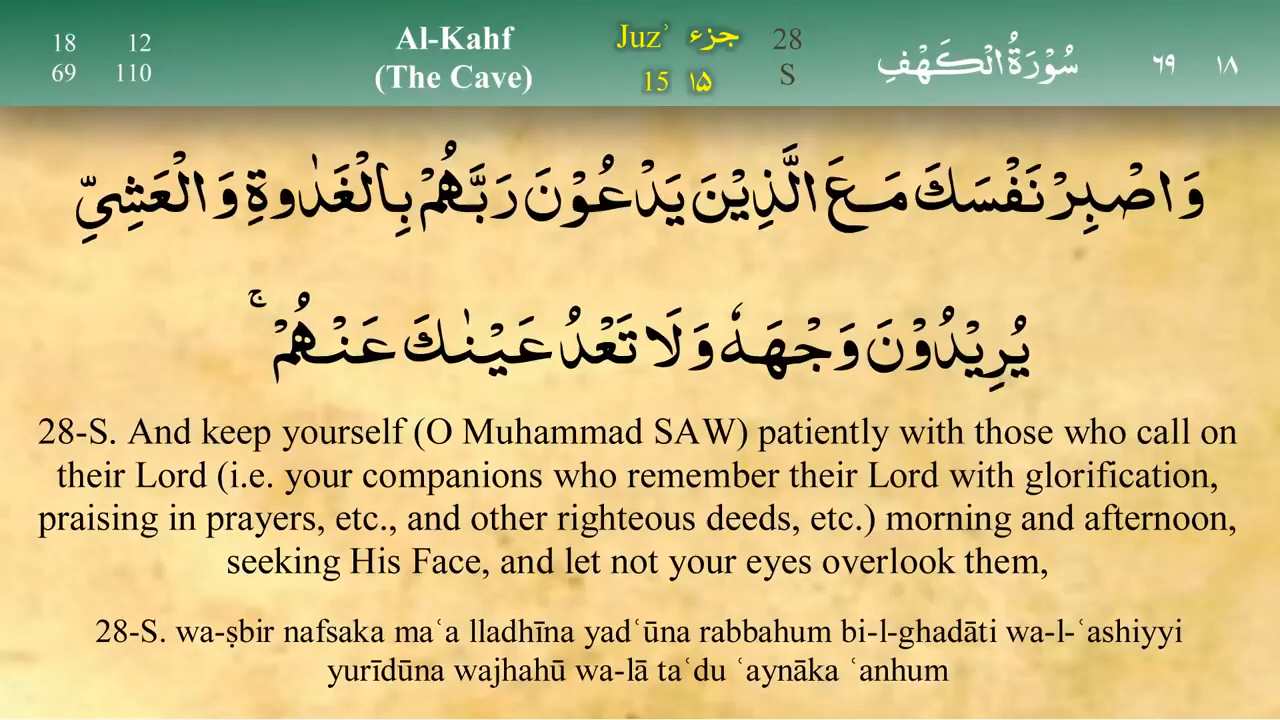 18 12 Al-Kahf Juzʾ جزء 28 سُوْرَةُ الْكَهْفِ ٦٩ ١٨
69 110 (The Cave) 15 ١۵ S
وَاصْبِرْ نَفْسَكَ مَعَ الَّذِيْنَ يَدْعُوْنَ رَبَّهُمْ بِالْغَدٰوةِ وَالْعَشِيِّ
يُرِيْدُوْنَ وَجْهَهٗ وَلَا تَعْدُ عَيْنٰكَ عَنْهُمْ ۚ
28-S. And keep yourself (O Muhammad SAW) patiently with those who call on
their Lord (i.e. your companions who remember their Lord with glorification,
praising in prayers, etc., and other righteous deeds, etc.) morning and afternoon,
seeking His Face, and let not your eyes overlook them,
28-S. wa-ṣbir nafsaka maʿa lladhīna yadʿūna rabbahum bi-l-ghadāti wa-l-ʿashiyyi
yurīdūna wajhahū wa-lā taʿdu ʿaynāka ʿanhum